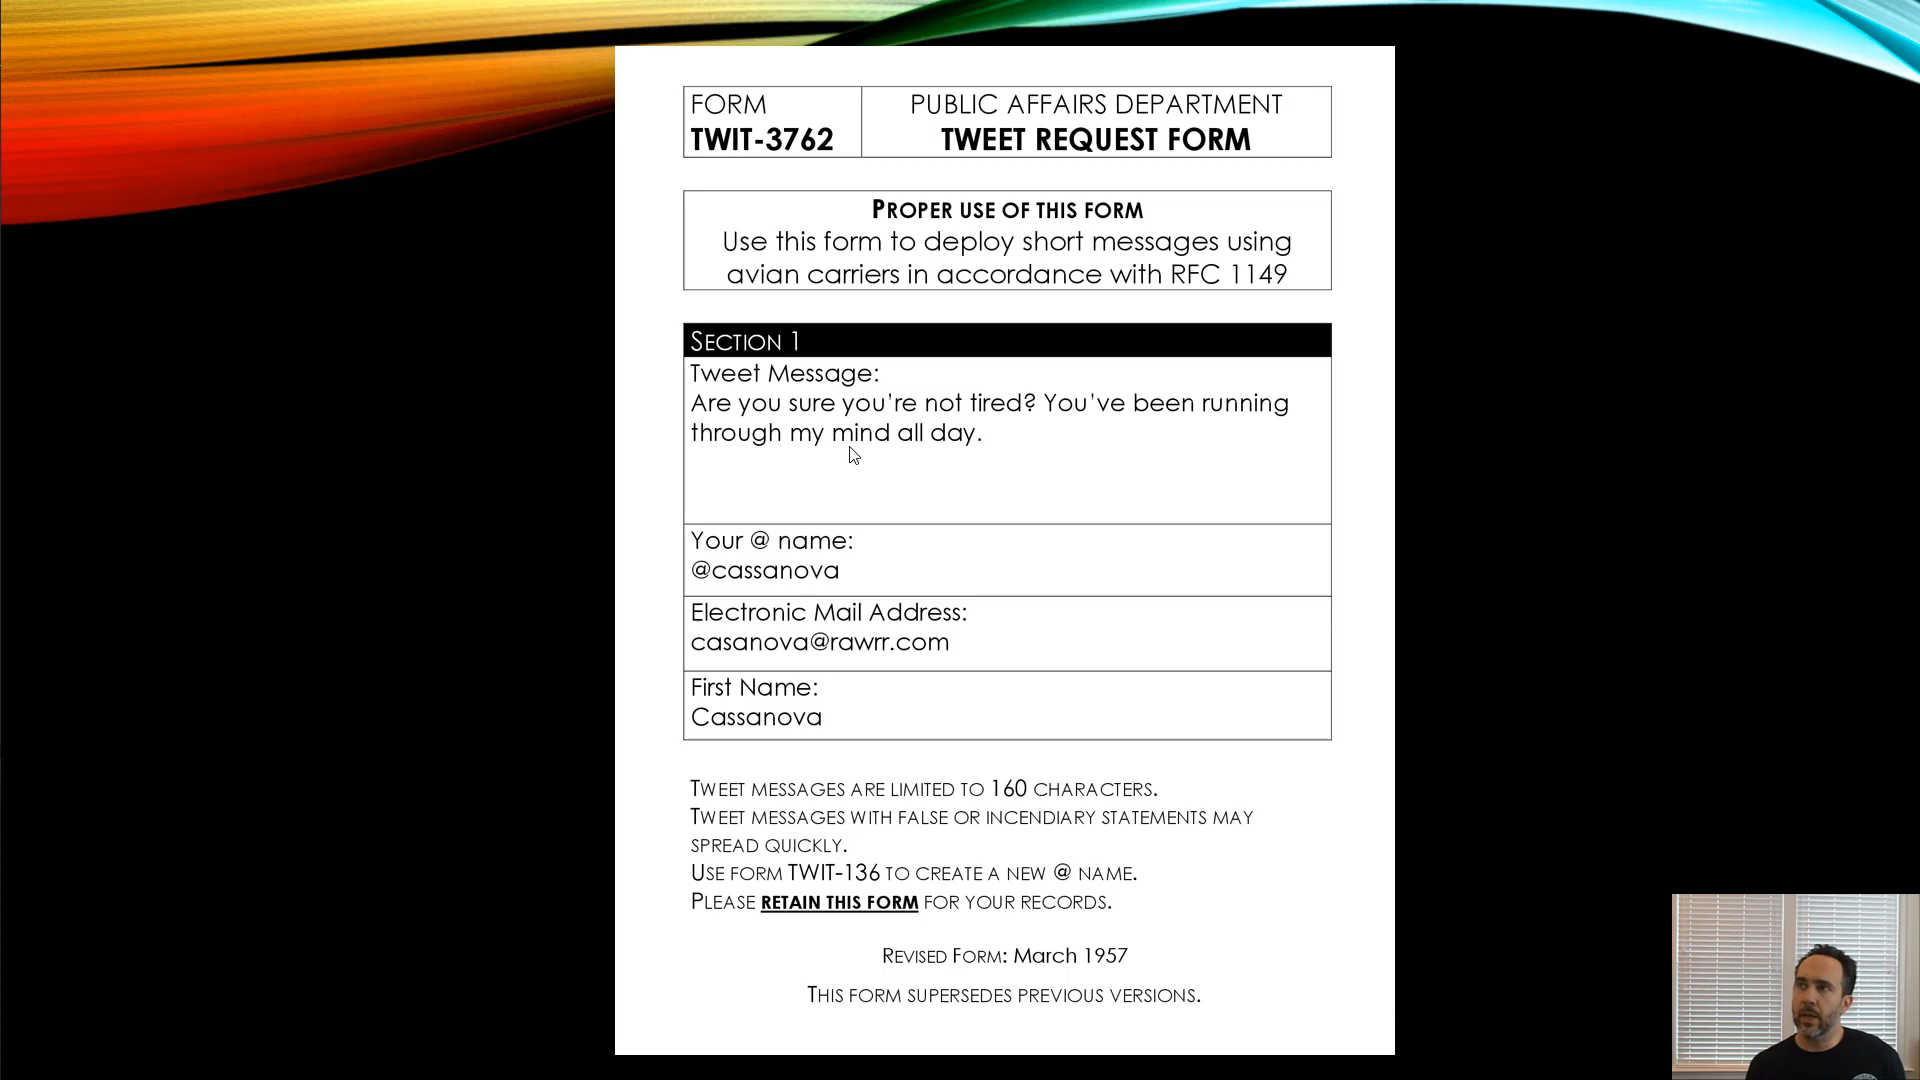 FORM
TWIT-3762
PUBLIC AFFAIRS DEPARTMENT
TWEET REQUEST FORM
PROPER USE OF THIS FORM
Use this form to deploy short messages using
avian carriers in accordance with RFC 1149
SECTION 1
Tweet Message:
Are you sure you're not tired? You've been running
through my mind all day.
Your @ name:
@cassanova
Electronic Mail Address:
casanova@rawrr.com
First Name:
Cassanova
TWEET MESSAGES ARE LIMITED TO 160 CHARACTERS.
TWEET MESSAGES WITH FALSE OR INCENDIARY STATEMENTS MAY
SPREAD QUICKLY.
USE FORM TWIT-136 TO CREATE A NEW @ NAME.
PLEASE RETAIN THIS FORM FOR YOUR RECORDS.
REVISED FORM: March 1957
THIS FORM SUPERSEDES PREVIOUS VERSIONS.